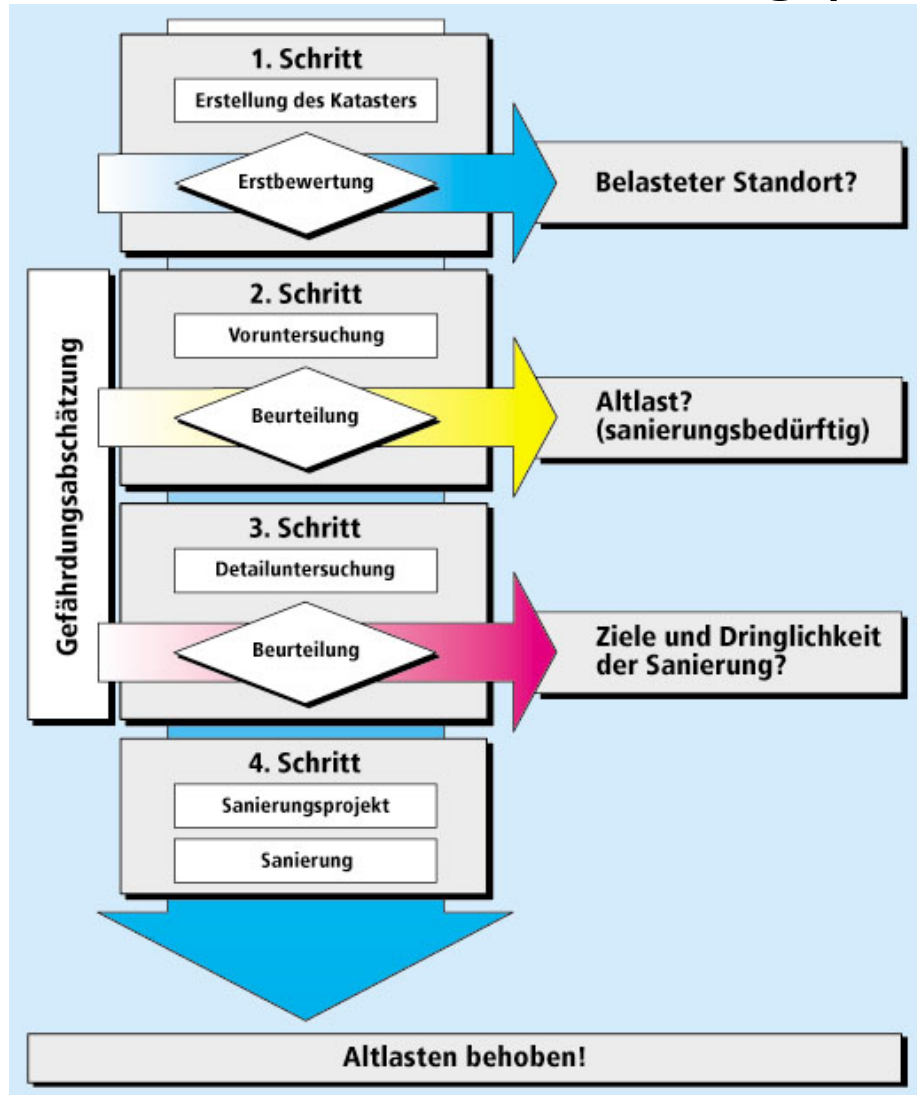 1. Schritt
Erstellung des Katasters
Erstbewertung
Belasteter Standort?
Gefährdungsabschätzung
2. Schritt
Voruntersuchung
Beurteilung
Altlast?
(sanierungsbedürftig)
3. Schritt
Detailuntersuchung
Beurteilung
Ziele und Dringlichkeit
der Sanierung?
4. Schritt
Sanierungsprojekt
Sanierung
Altlasten behoben!